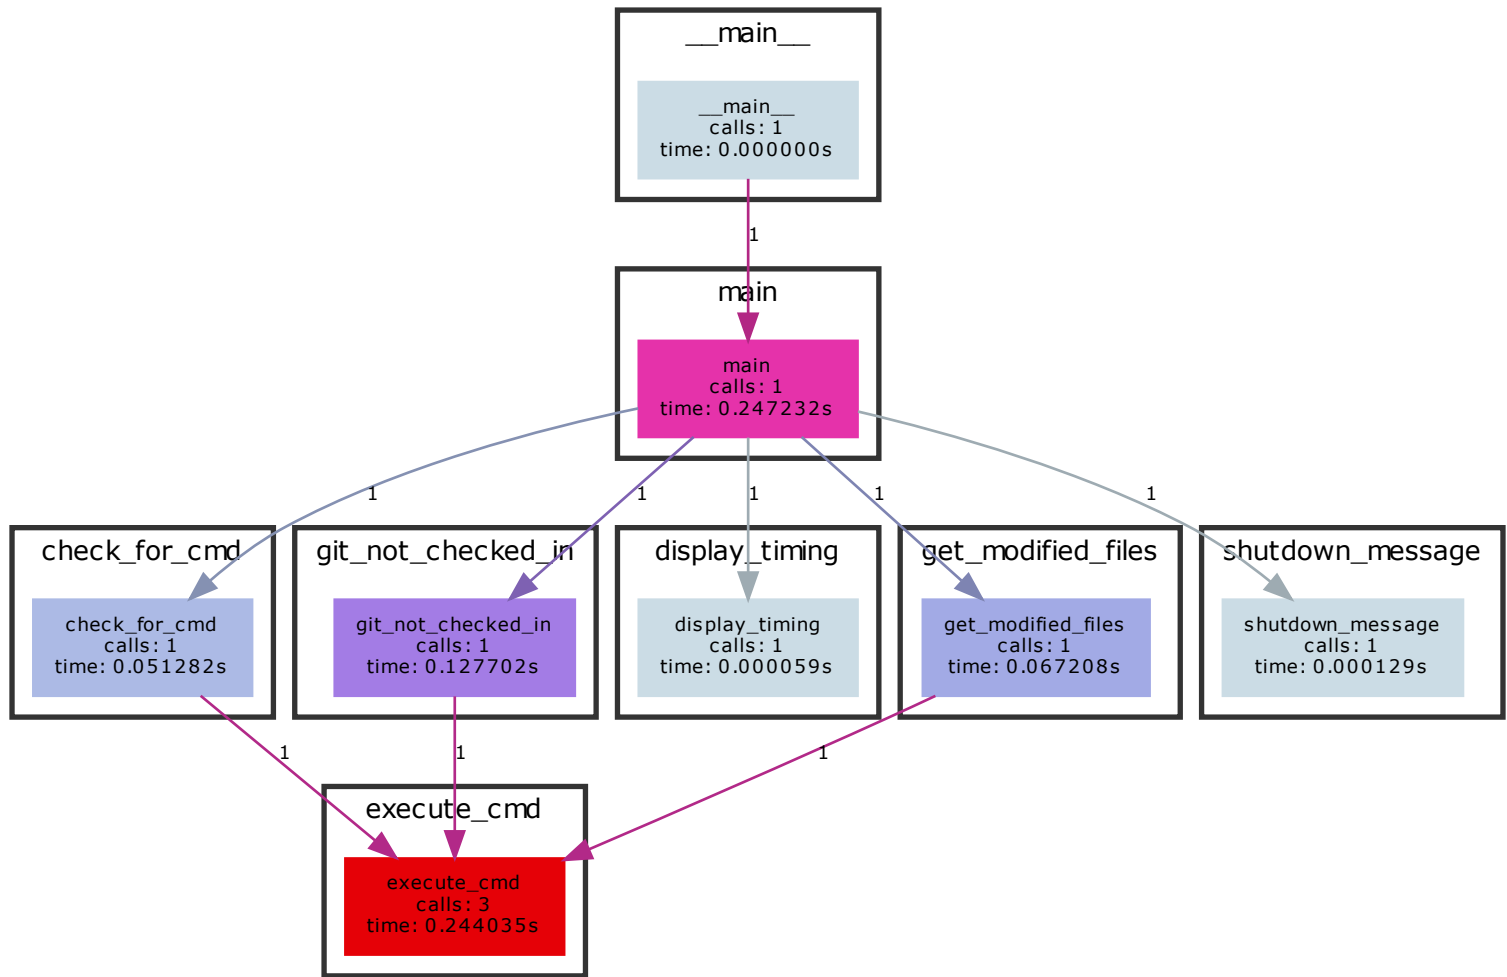 __main__
__main__
calls: 1
time: 0.000000s
1
main
main
calls: 1
time: 0.247232s
1
1
1
1
1
check_for_cmd
check_for_cmd
calls: 1
time: 0.051282s
git_not_checked_in
git_not_checked_in
calls: 1
time: 0.127702s
display_timing
display_timing
calls: 1
time: 0.000059s
get_modified_files
get_modified_files
calls: 1
time: 0.067208s
shutdown_message
shutdown_message
calls: 1
time: 0.000129s
1
1
1
execute_cmd
execute_cmd
calls: 3
time: 0.244035s